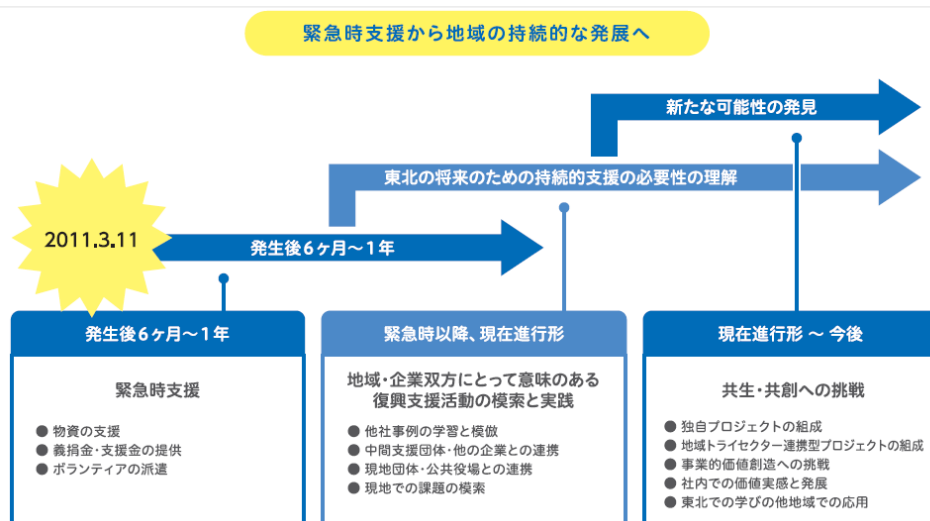 緊急時支援から地域の持続的な発展へ
新たな可能性の発見
東北の将来のための持続的支援の必要性の理解
2011.3.11
発生後6ヶ月〜1年
発生後6ヶ月〜1年
緊急時支援
● 物資の支援
● 義捐金・支援金の提供
● ボランティアの派遣
緊急時以降、現在進行形
地域・企業双方にとって意味のある
復興支援活動の模索と実践
● 他社事例の学習と模倣
● 中間支援団体・他の企業との連携
● 現地団体・公共役場との連携
● 現地での課題の模索
現在進行形 〜 今後
共生・共創への挑戦
● 独自プロジェクトの組成
● 地域トライセクター連携型プロジェクトの組成
● 事業的価値創造への挑戦
● 社内での価値実感と発展
● 東北での学びの他地域での応用